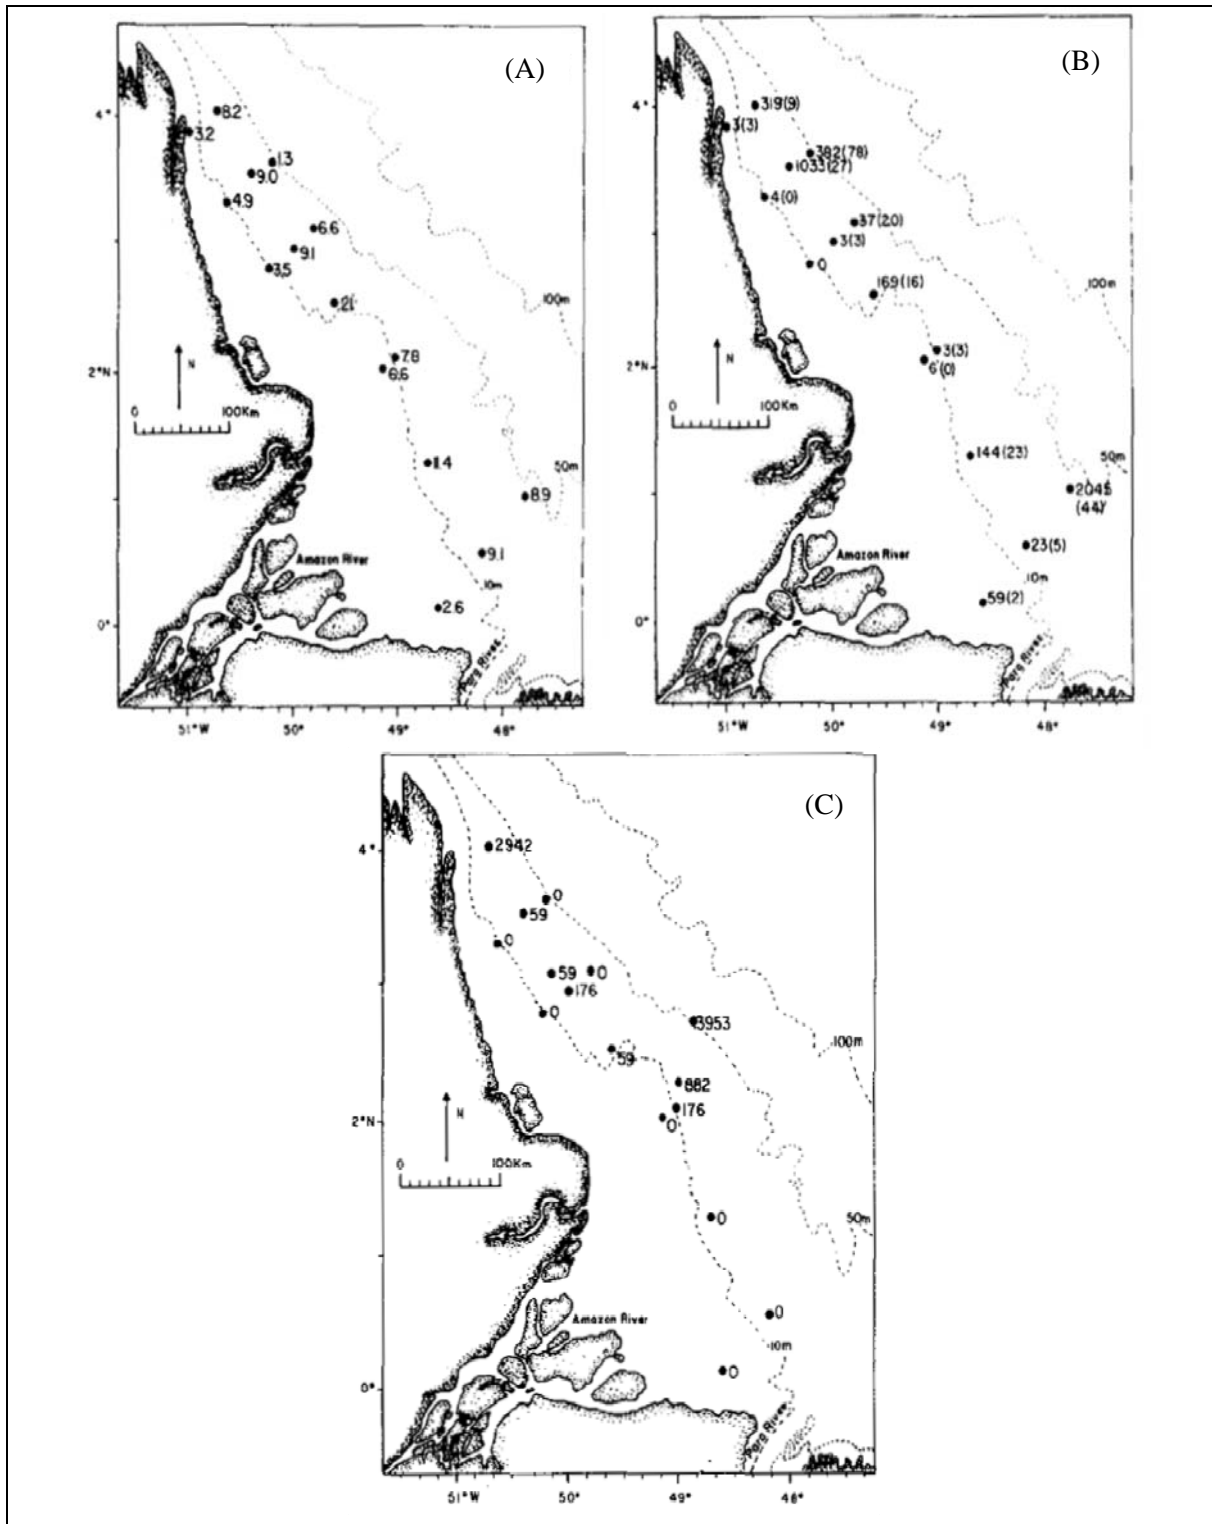 (A)
8.2
4°
3.2
1.3
9.0
4.9
6.6
9.1
3.5
2.1
100m
N
7.8
2°N
6.6
0 100Km
11.4
50m
8.9
Amazon River
9.1
10m
2.6
0°
Para River
51°W 50° 49° 48°
(B)
4°
319(9)
3(3)
382(78)
1033(27)
4(0)
37(20)
3(3)
0
169(16)
100m
N
3(3)
2°N
6(0)
0 100Km
144(23)
50m
2045
(44)
Amazon River
23(5)
10m
59(2)
0°
Para River
51°W 50° 49° 48°
(C)
2942
4°
0
59
0
59
0
176
0
3953
100m
59
882
N
176
2°N
0
0 100Km
0
50m
0
Amazon River
10m
0
0°
Para River
51°W 50° 49° 48°